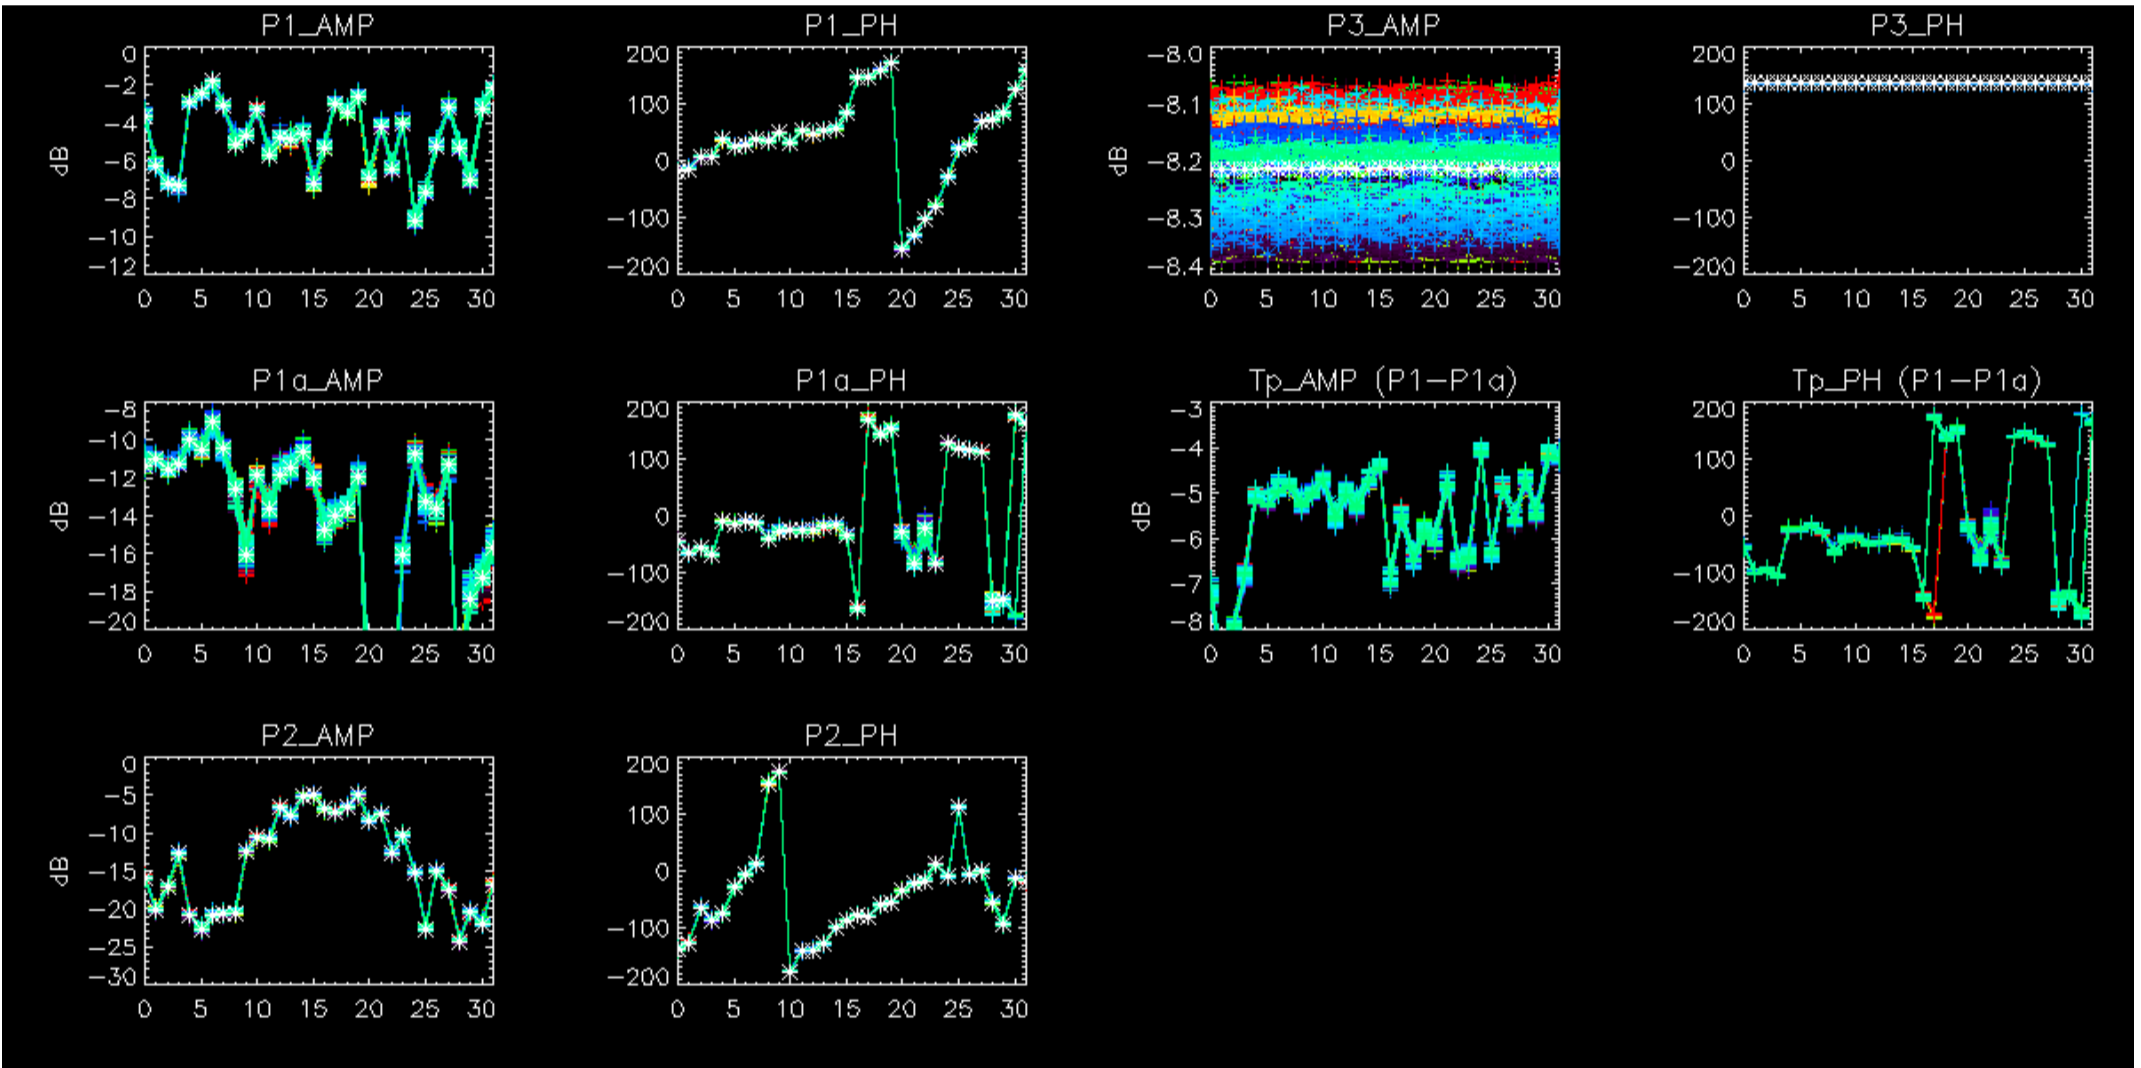 P1_AMP
P1_PH
P3_AMP
P3_PH
dB
0
−2
−4
−6
−8
−10
−12
0 5 10 15 20 25 30
200
100
0
−100
−200
0 5 10 15 20 25 30
dB
−8.0
−8.1
−8.2
−8.3
−8.4
0 5 10 15 20 25 30
200
100
0
−100
−200
0 5 10 15 20 25 30
P1a_AMP
P1a_PH
Tp_AMP (P1−P1a)
Tp_PH (P1−P1a)
dB
−8
−10
−12
−14
−16
−18
−20
0 5 10 15 20 25 30
200
100
0
−100
−200
0 5 10 15 20 25 30
dB
−3
−4
−5
−6
−7
−8
0 5 10 15 20 25 30
200
100
0
−100
−200
0 5 10 15 20 25 30
P2_AMP
P2_PH
dB
0
−5
−10
−15
−20
−25
−30
0 5 10 15 20 25 30
200
100
0
−100
−200
0 5 10 15 20 25 30